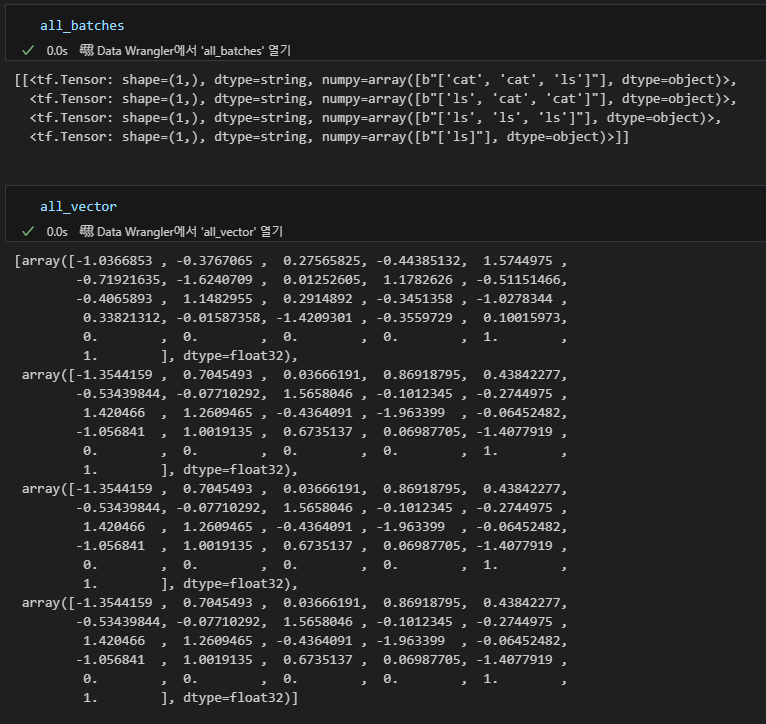 all_batches
✓ 0.0s Data Wrangler에서 'all_batches' 열기
[[<tf.Tensor: shape=(1,), dtype=string, numpy=array([b"['cat', 'cat', 'ls']"], dtype=object)>,
  <tf.Tensor: shape=(1,), dtype=string, numpy=array([b"['ls', 'cat', 'cat']"], dtype=object)>,
  <tf.Tensor: shape=(1,), dtype=string, numpy=array([b"['ls', 'ls', 'ls']"], dtype=object)>,
  <tf.Tensor: shape=(1,), dtype=string, numpy=array([b"['ls]"], dtype=object)>]]
all_vector
✓ 0.0s Data Wrangler에서 'all_vector' 열기
[array([-1.0366853 , -0.3767065 ,  0.27565825, -0.44385132,  1.5744975 ,
        -0.71921635, -1.6240709 ,  0.01252605,  1.1782626 , -0.51151466,
        -0.4065893 ,  1.1482955 ,  0.2914892 , -0.3451358 , -1.0278344 ,
         0.33821312, -0.01587358, -1.4209301 , -0.3559729 ,  0.10015973,
         0.        ,  0.        ,  0.        ,  0.        ,  1.        ,
         1.        ], dtype=float32),
 array([-1.3544159 ,  0.7045493 ,  0.03666191,  0.86918795,  0.43842277,
        -0.53439844, -0.07710292,  1.5658046 , -0.1012345 , -0.2744975 ,
         1.420466  ,  1.2609465 , -0.4364091 , -1.963399  , -0.06452482,
        -1.056841  ,  1.0019135 ,  0.6735137 ,  0.06987705, -1.4077919 ,
         0.        ,  0.        ,  0.        ,  0.        ,  1.        ,
         1.        ], dtype=float32),
 array([-1.3544159 ,  0.7045493 ,  0.03666191,  0.86918795,  0.43842277,
        -0.53439844, -0.07710292,  1.5658046 , -0.1012345 , -0.2744975 ,
         1.420466  ,  1.2609465 , -0.4364091 , -1.963399  , -0.06452482,
        -1.056841  ,  1.0019135 ,  0.6735137 ,  0.06987705, -1.4077919 ,
         0.        ,  0.        ,  0.        ,  0.        ,  1.        ,
         1.        ], dtype=float32),
 array([-1.3544159 ,  0.7045493 ,  0.03666191,  0.86918795,  0.43842277,
        -0.53439844, -0.07710292,  1.5658046 , -0.1012345 , -0.2744975 ,
         1.420466  ,  1.2609465 , -0.4364091 , -1.963399  , -0.06452482,
        -1.056841  ,  1.0019135 ,  0.6735137 ,  0.06987705, -1.4077919 ,
         0.        ,  0.        ,  0.        ,  0.        ,  1.        ,
         1.        ], dtype=float32)]